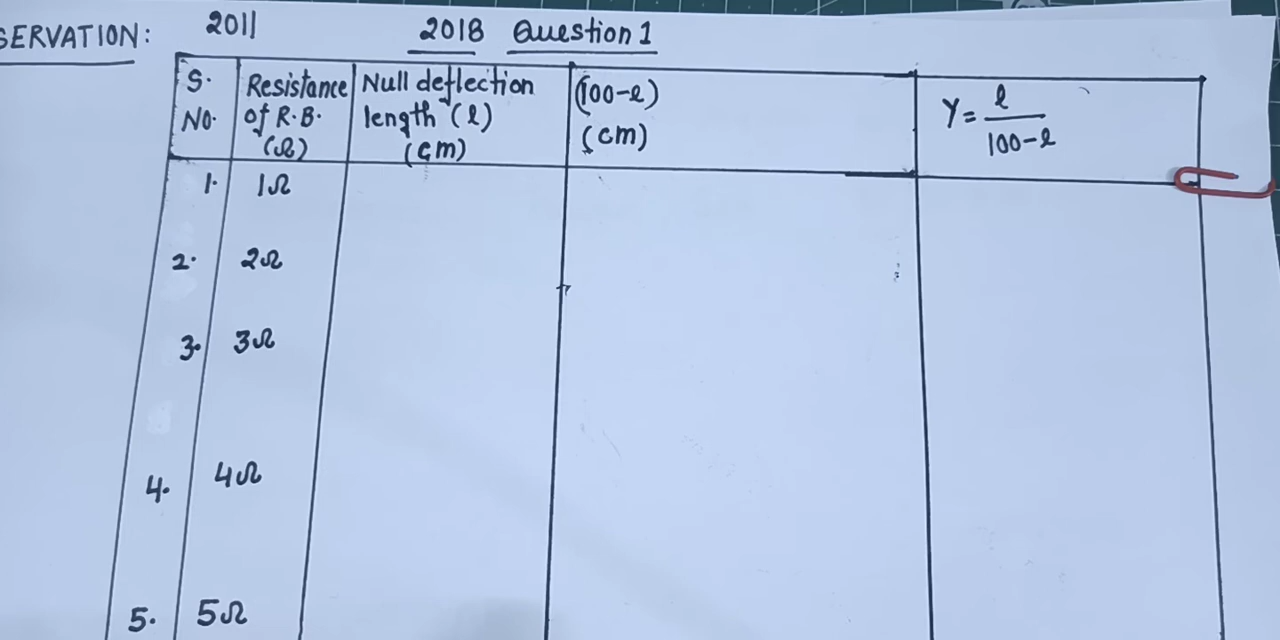 SERVATION: 2011 2018 Question 1
S. No. Resistance of R.B. (Ω) Null deflection length (l) (cm) (100-l) (cm) Y = l / 100-l
1. 1Ω
2. 2Ω
3. 3Ω
4. 4Ω
5. 5Ω